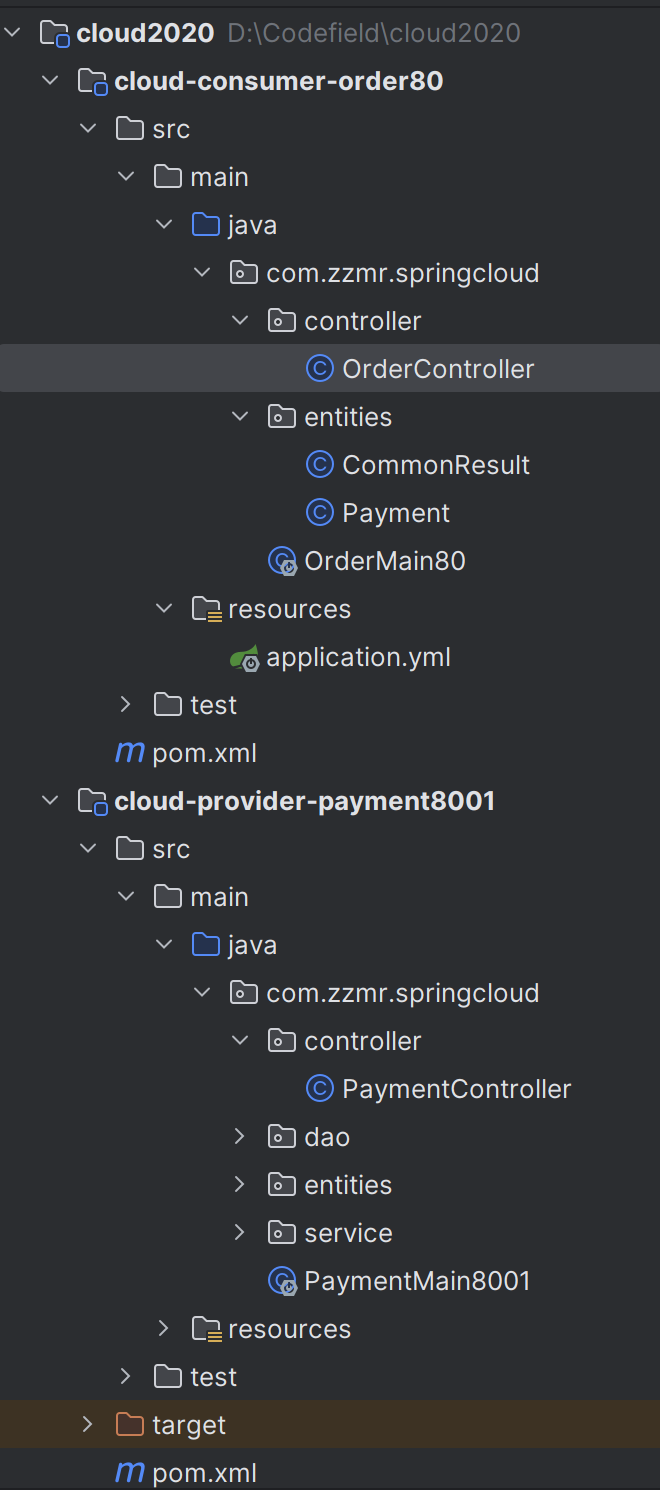 cloud2020 D:\Codefield\cloud2020
cloud-consumer-order80
src
main
java
com.zzmr.springcloud
controller
OrderController
entities
CommonResult
Payment
OrderMain80
resources
application.yml
test
pom.xml
cloud-provider-payment8001
src
main
java
com.zzmr.springcloud
controller
PaymentController
dao
entities
service
PaymentMain8001
resources
test
target
pom.xml